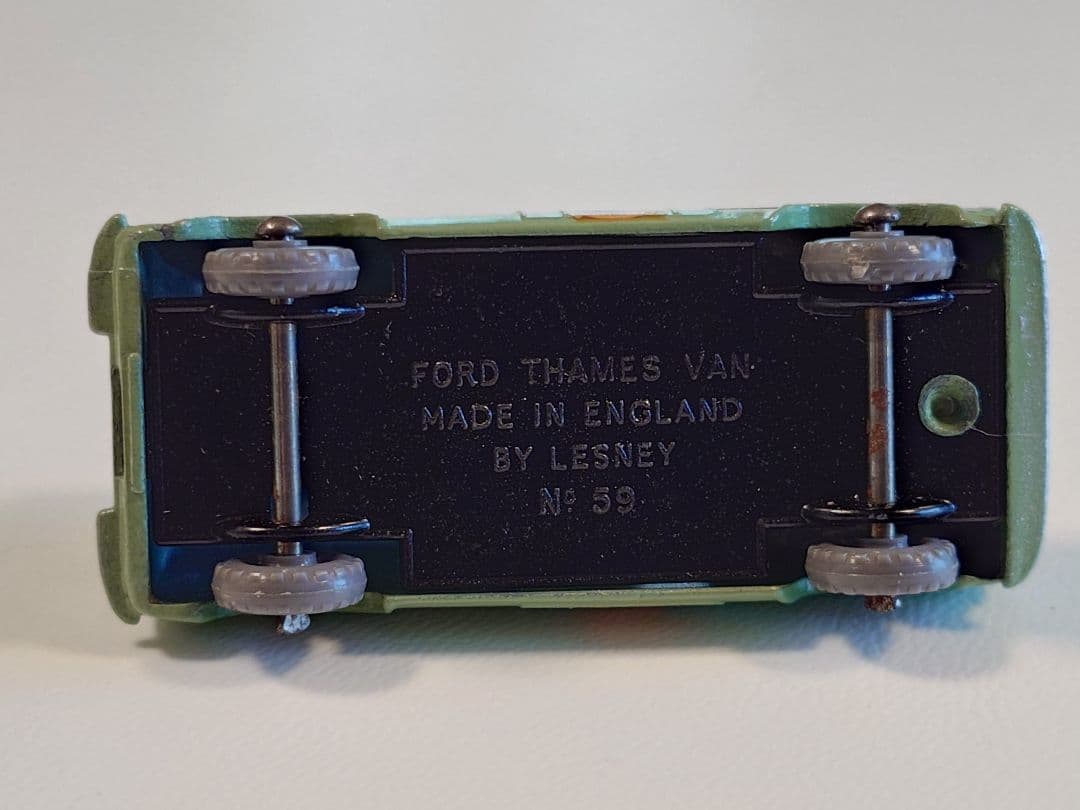 FORD THAMES VAN
MADE IN ENGLAND
BY LESNEY
Nº 59